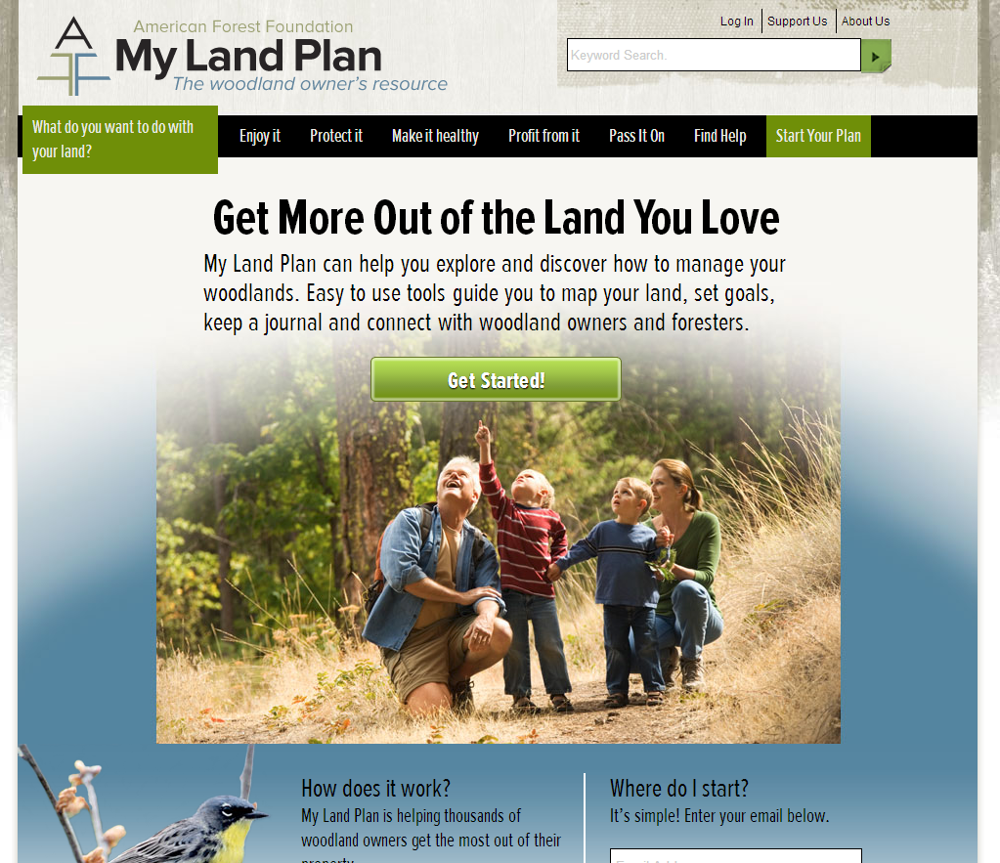 American Forest Foundation
My Land Plan
The woodland owner's resource
Log In
Support Us
About Us
Keyword Search.
What do you want to do with
your land?
Enjoy it
Protect it
Make it healthy
Profit from it
Pass It On
Find Help
Start Your Plan
Get More Out of the Land You Love
My Land Plan can help you explore and discover how to manage your
woodlands. Easy to use tools guide you to map your land, set goals,
keep a journal and connect with woodland owners and foresters.
Get Started!
How does it work?
My Land Plan is helping thousands of
woodland owners get the most out of their
property.
Where do I start?
It's simple! Enter your email below.